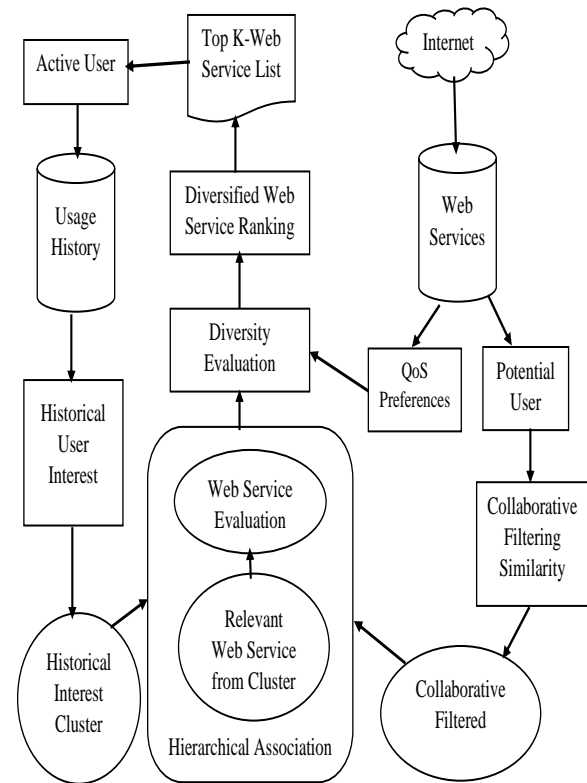 Active User
Top K-Web
Service List
Internet
Usage
History
Diversified Web
Service Ranking
Web
Services
Diversity
Evaluation
QoS
Preferences
Potential
User
Historical
User
Interest
Web Service
Evaluation
Collaborative
Filtering
Similarity
Relevant
Web Service
from Cluster
Historical
Interest
Cluster
Collaborative
Filtered
Hierarchical Association